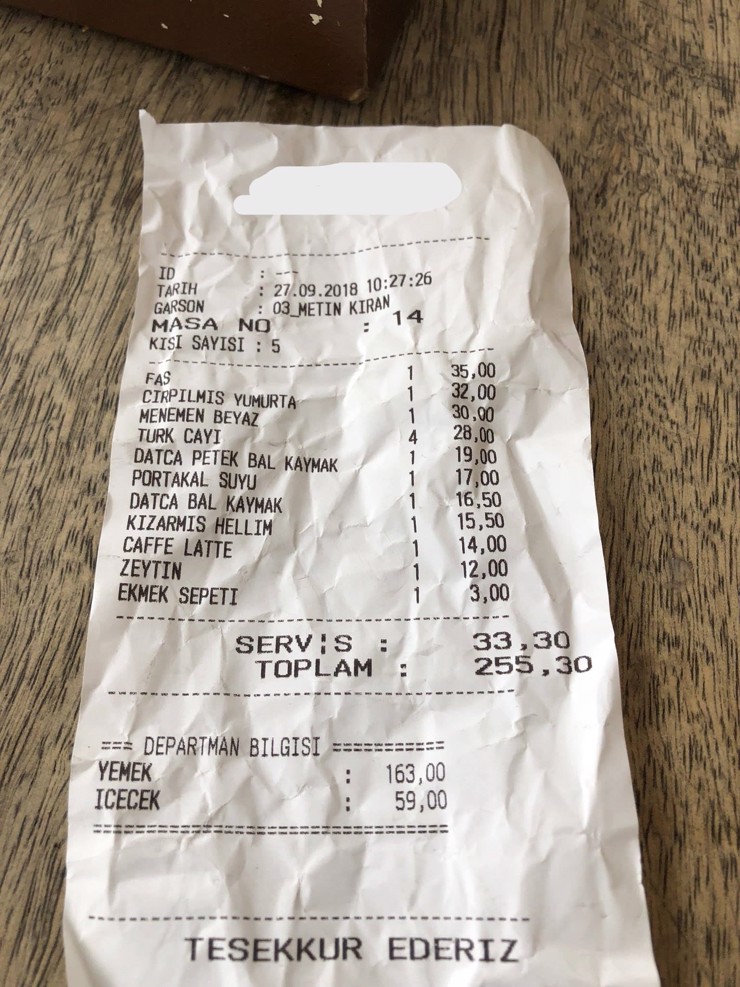 --------------------------------
ID : ---
TARIH : 27.09.2018 10:27:26
GARSON : 03_METIN KIRAN
MASA NO : 14
KISI SAYISI : 5
--------------------------------
FAS 1 35,00
CIRPILMIS YUMURTA 1 32,00
MENEMEN BEYAZ 1 30,00
TURK CAYI 4 28,00
DATCA PETEK BAL KAYMAK 1 19,00
PORTAKAL SUYU 1 17,00
DATCA BAL KAYMAK 1 16,50
KIZARMIS HELLIM 1 15,50
CAFFE LATTE 1 14,00
ZEYTIN 1 12,00
EKMEK SEPETI 1 3,00
--------------------------------
SERV¦S : 33,30
TOPLAM : 255,30
--------------------------------
=== DEPARTMAN BILGISI ===========
YEMEK : 163,00
ICECEK : 59,00
================================
--------------------------------
TESEKKUR EDERIZ